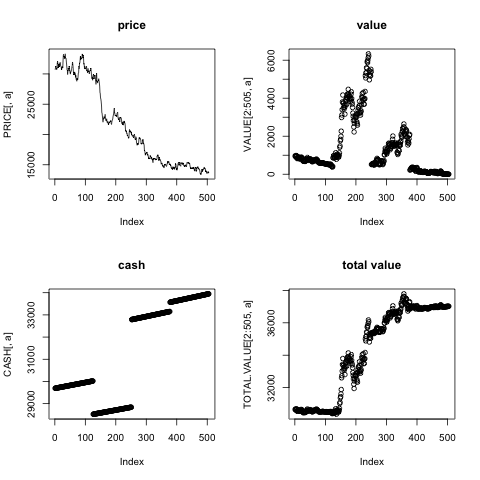 price
PRICE[, a]
15000 25000
0 100 200 300 400 500
Index
value
VALUE[2:505, a]
0 2000 4000 6000
0 100 200 300 400 500
Index
cash
CASH[, a]
29000 31000 33000
0 100 200 300 400 500
Index
total value
TOTAL.VALUE[2:505, a]
32000 36000
0 100 200 300 400 500
Index